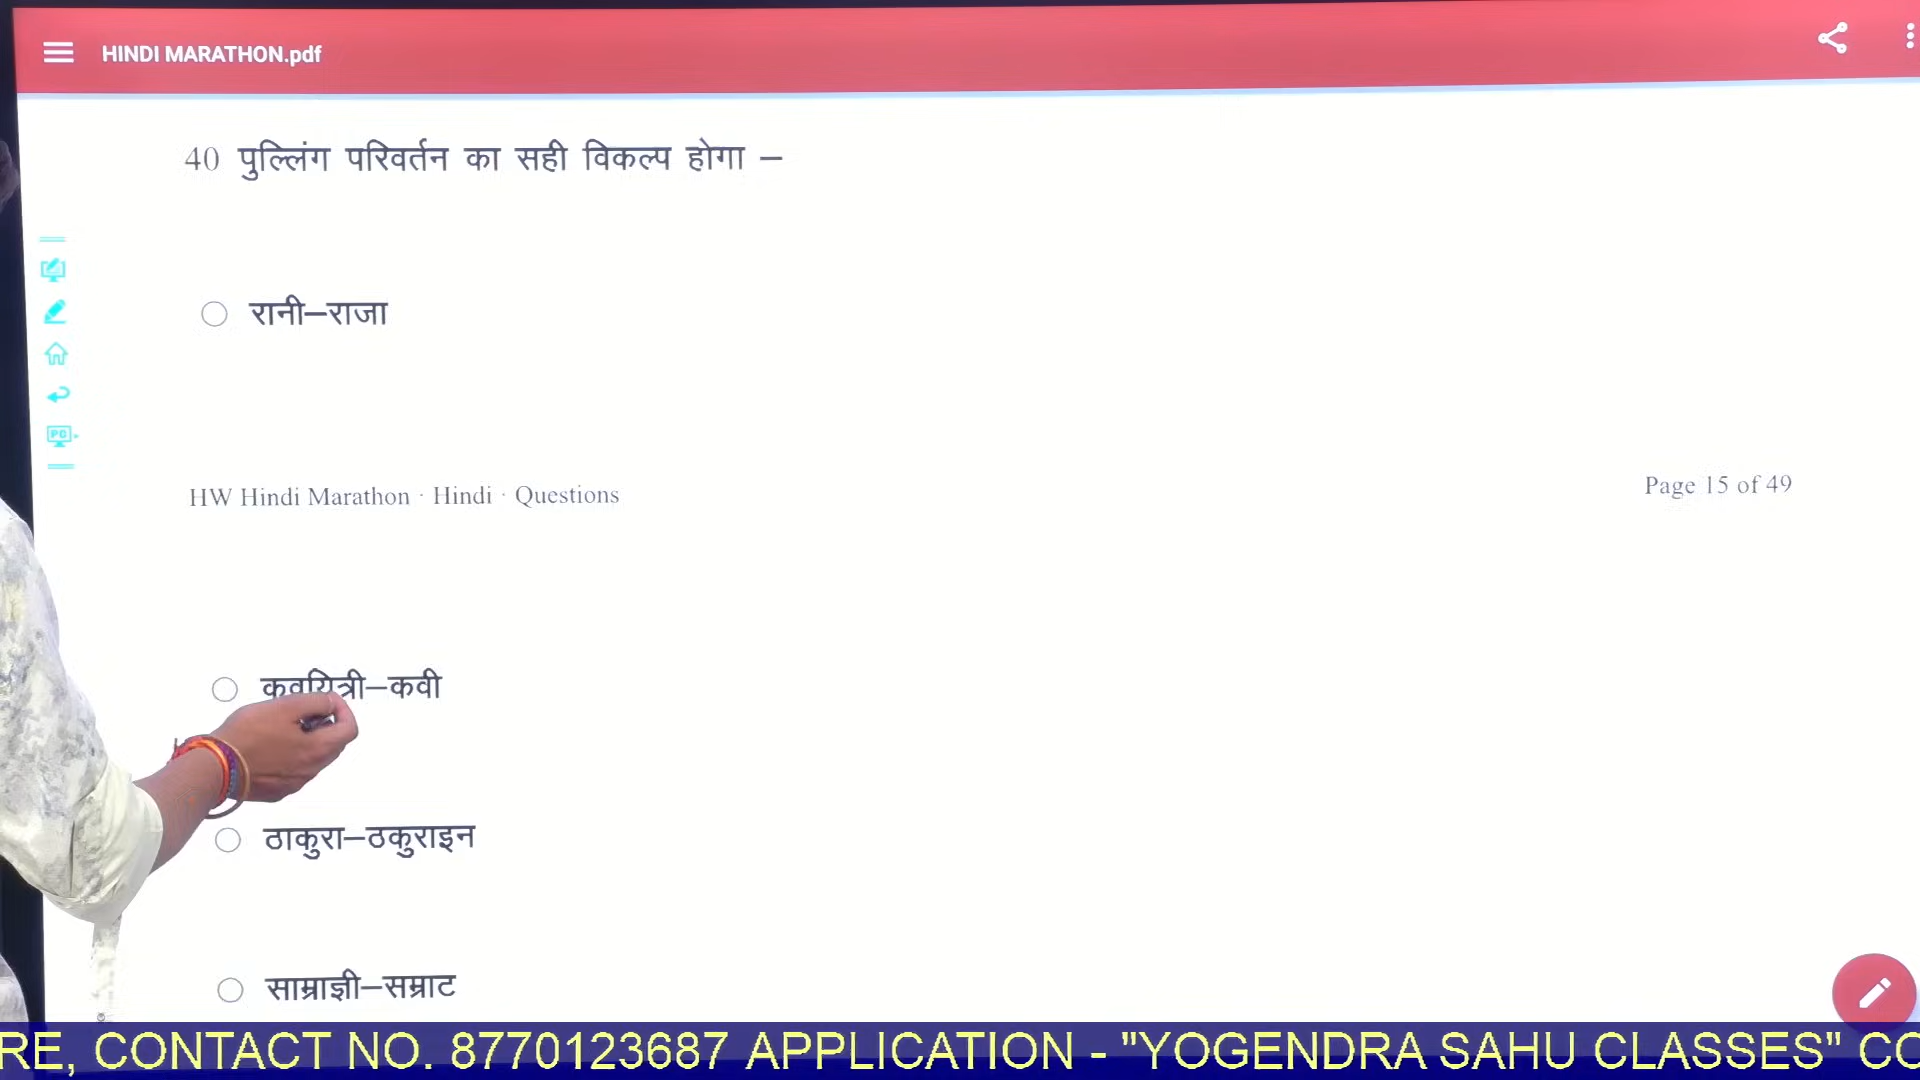 HINDI MARATHON.pdf
40 पुल्लिंग परिवर्तन का सही विकल्प होगा –
रानी–राजा
PC
HW Hindi Marathon · Hindi · Questions
Page 15 of 49
कवयित्री–कवी
ठाकुरा–ठकुराइन
साम्राज्ञी–सम्राट
RE, CONTACT NO. 8770123687 APPLICATION - "YOGENDRA SAHU CLASSES" CO